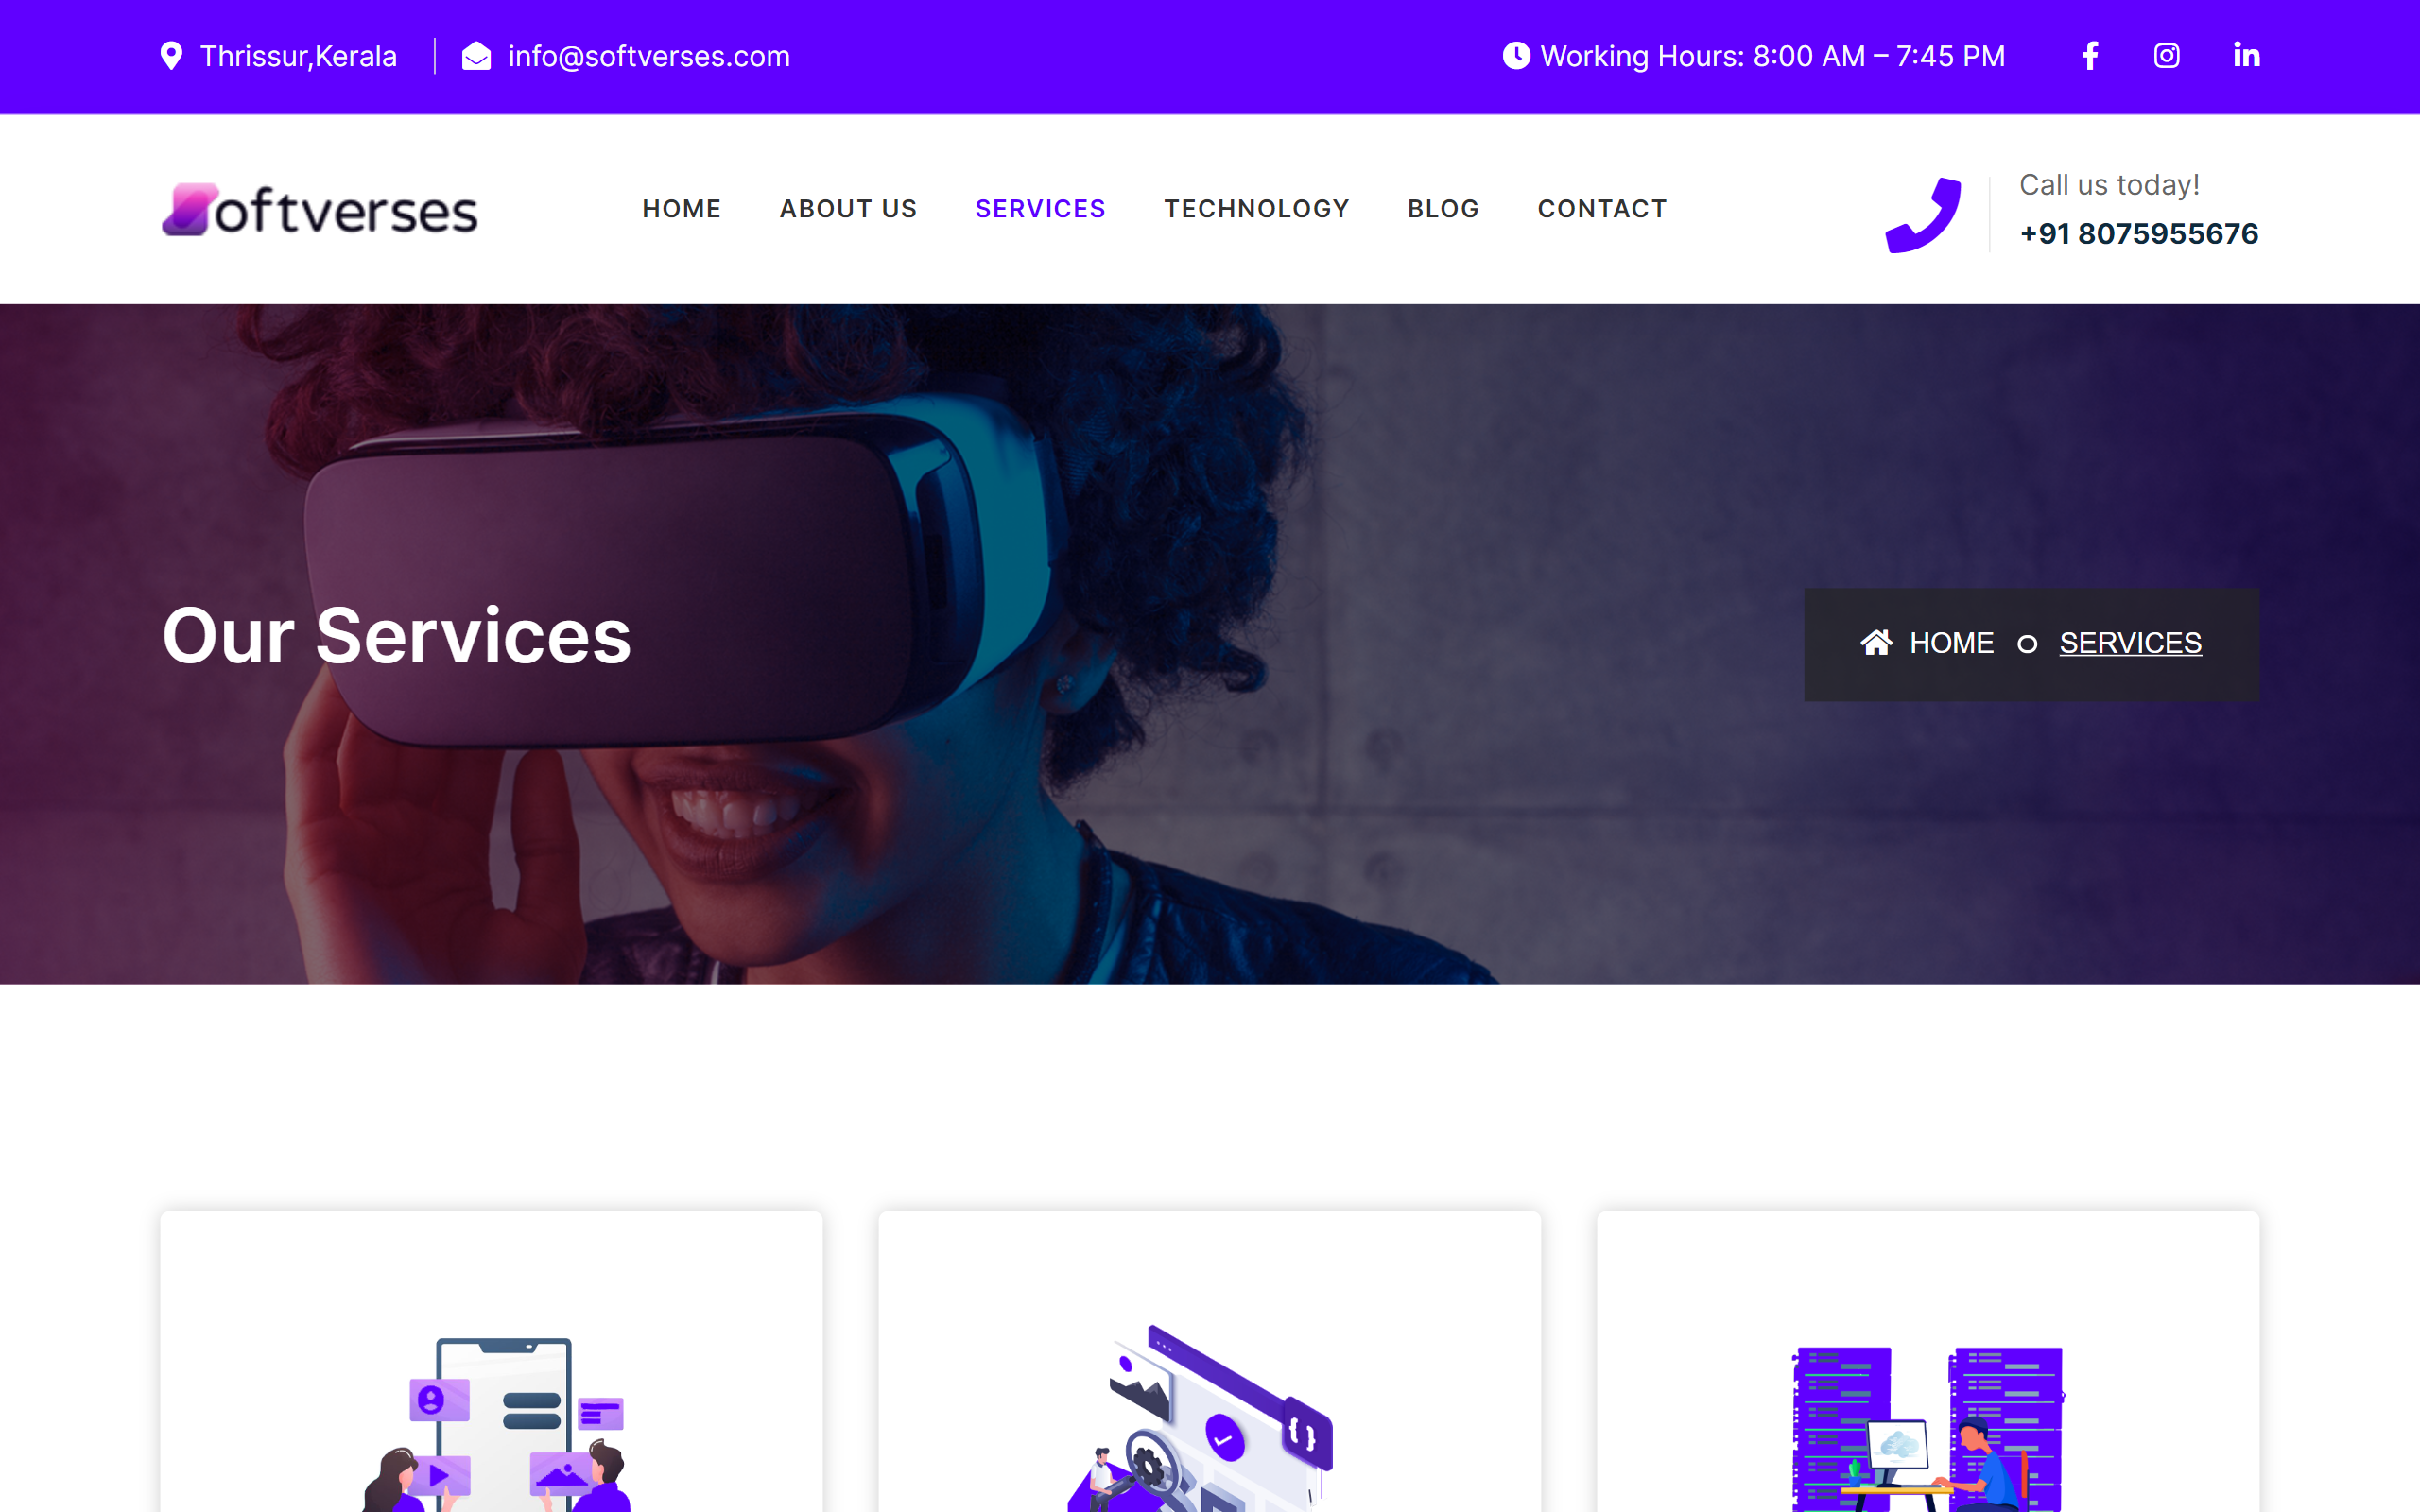 Thrissur,Kerala
info@softverses.com
Working Hours: 8:00 AM – 7:45 PM
Softverses
HOME
ABOUT US
SERVICES
TECHNOLOGY
BLOG
CONTACT
Call us today!
+91 8075955676
Our Services
HOME
SERVICES